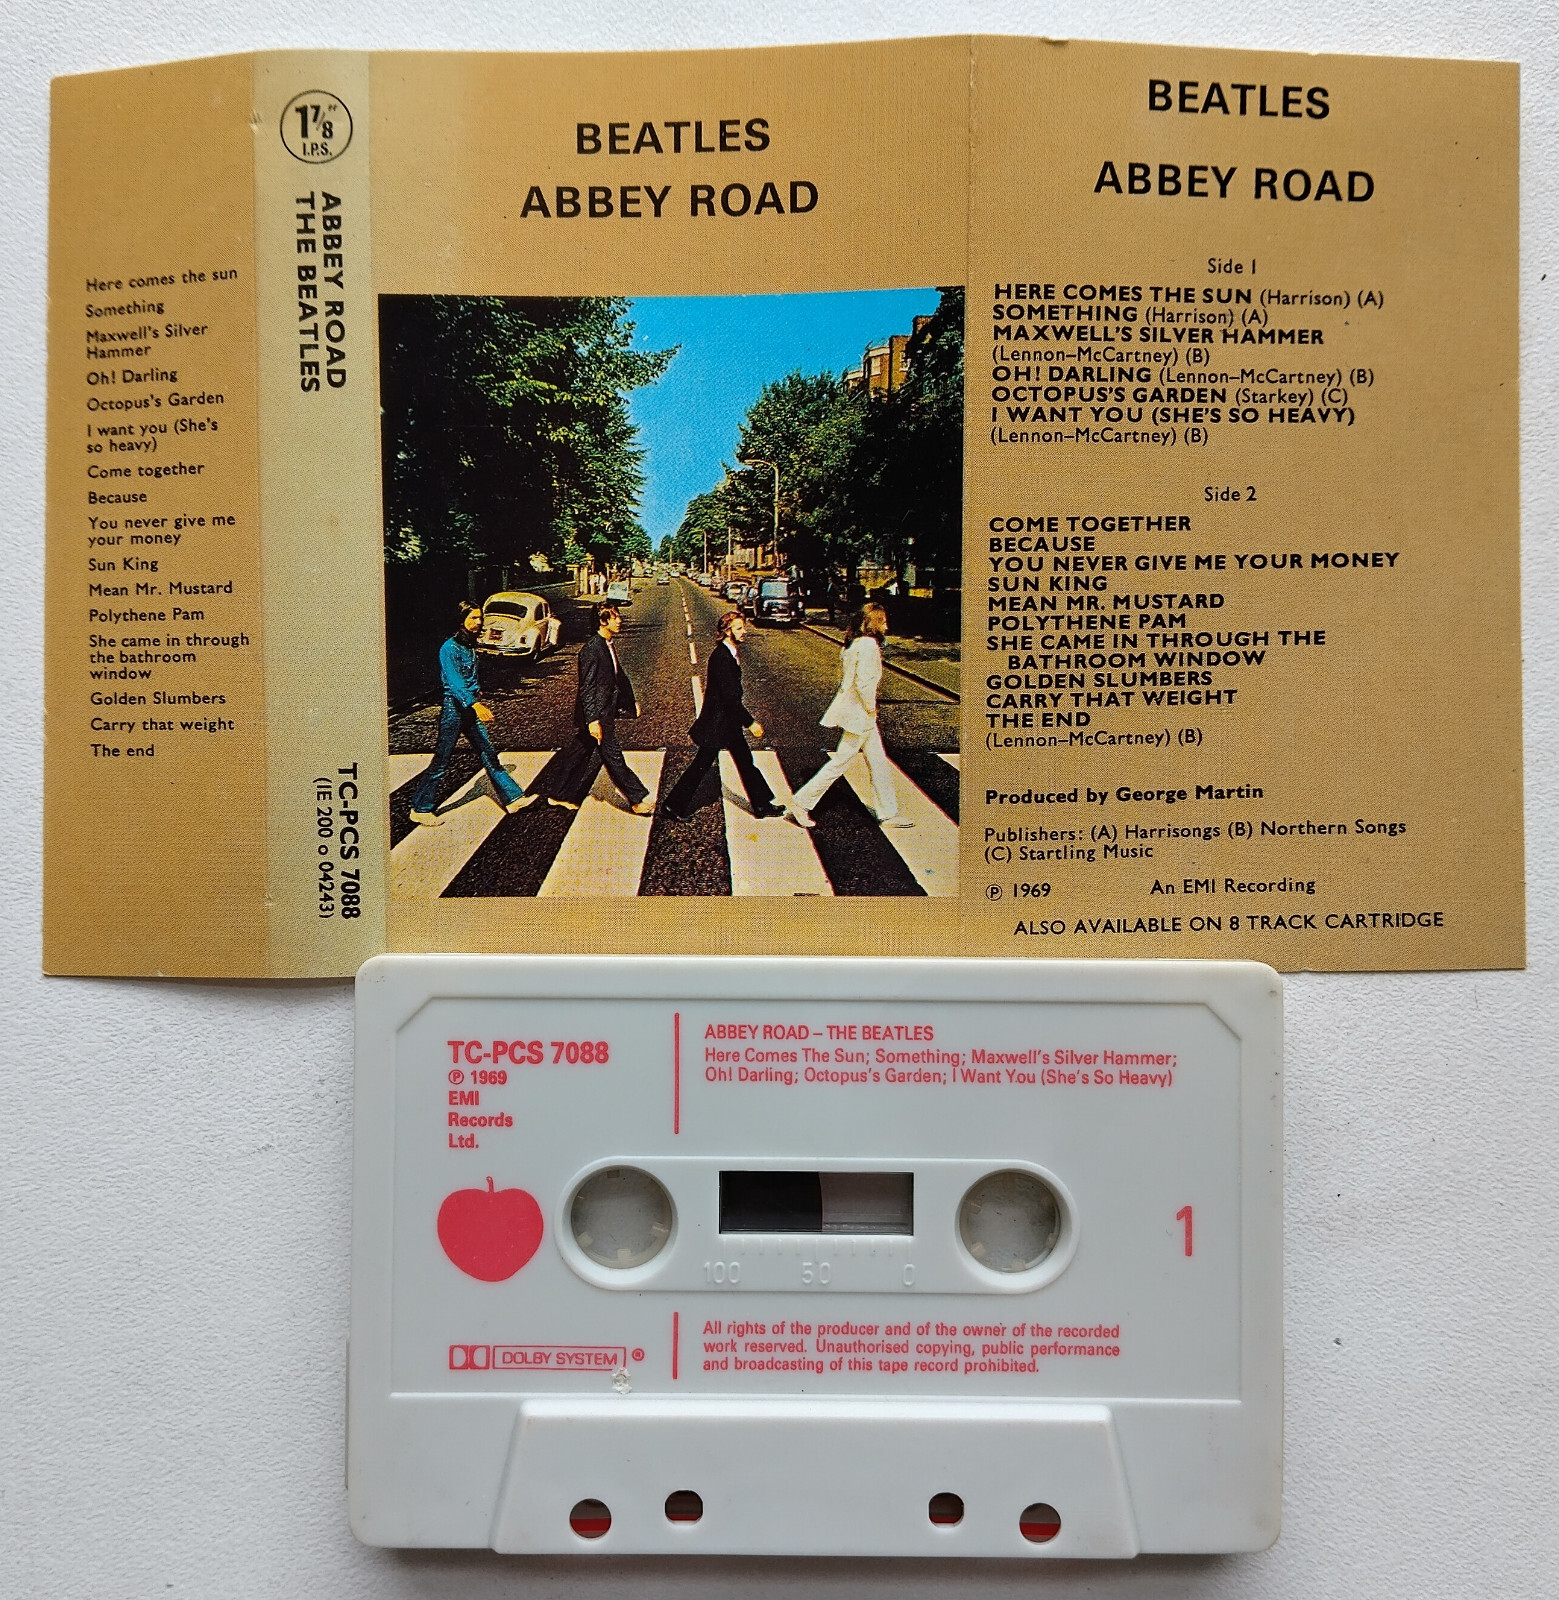 Here comes the sun
Something
Maxwell's Silver
Hammer
Oh! Darling
Octopus's Garden
I want you (She's
so heavy)
Come together
Because
You never give me
your money
Sun King
Mean Mr. Mustard
Polythene Pam
She came in through
the bathroom
window
Golden Slumbers
Carry that weight
The end
1⅞"
I.P.S.
ABBEY ROAD
THE BEATLES
TC-PCS 7088
(IE 200 o 04243)
BEATLES
ABBEY ROAD
BEATLES
ABBEY ROAD
Side 1
HERE COMES THE SUN (Harrison) (A)
SOMETHING (Harrison) (A)
MAXWELL'S SILVER HAMMER
(Lennon–McCartney) (B)
OH! DARLING (Lennon–McCartney) (B)
OCTOPUS'S GARDEN (Starkey) (C)
I WANT YOU (SHE'S SO HEAVY)
(Lennon–McCartney) (B)
Side 2
COME TOGETHER
BECAUSE
YOU NEVER GIVE ME YOUR MONEY
SUN KING
MEAN MR. MUSTARD
POLYTHENE PAM
SHE CAME IN THROUGH THE
BATHROOM WINDOW
GOLDEN SLUMBERS
CARRY THAT WEIGHT
THE END
(Lennon–McCartney) (B)
Produced by George Martin
Publishers: (A) Harrisongs (B) Northern Songs
(C) Startling Music
℗ 1969 An EMI Recording
ALSO AVAILABLE ON 8 TRACK CARTRIDGE
TC-PCS 7088
℗ 1969
EMI
Records
Ltd.
ABBEY ROAD – THE BEATLES
Here Comes The Sun; Something; Maxwell's Silver Hammer;
Oh! Darling; Octopus's Garden; I Want You (She's So Heavy)
1
100 50 0
DOLBY SYSTEM ®
All rights of the producer and of the owner of the recorded
work reserved. Unauthorised copying, public performance
and broadcasting of this tape record prohibited.